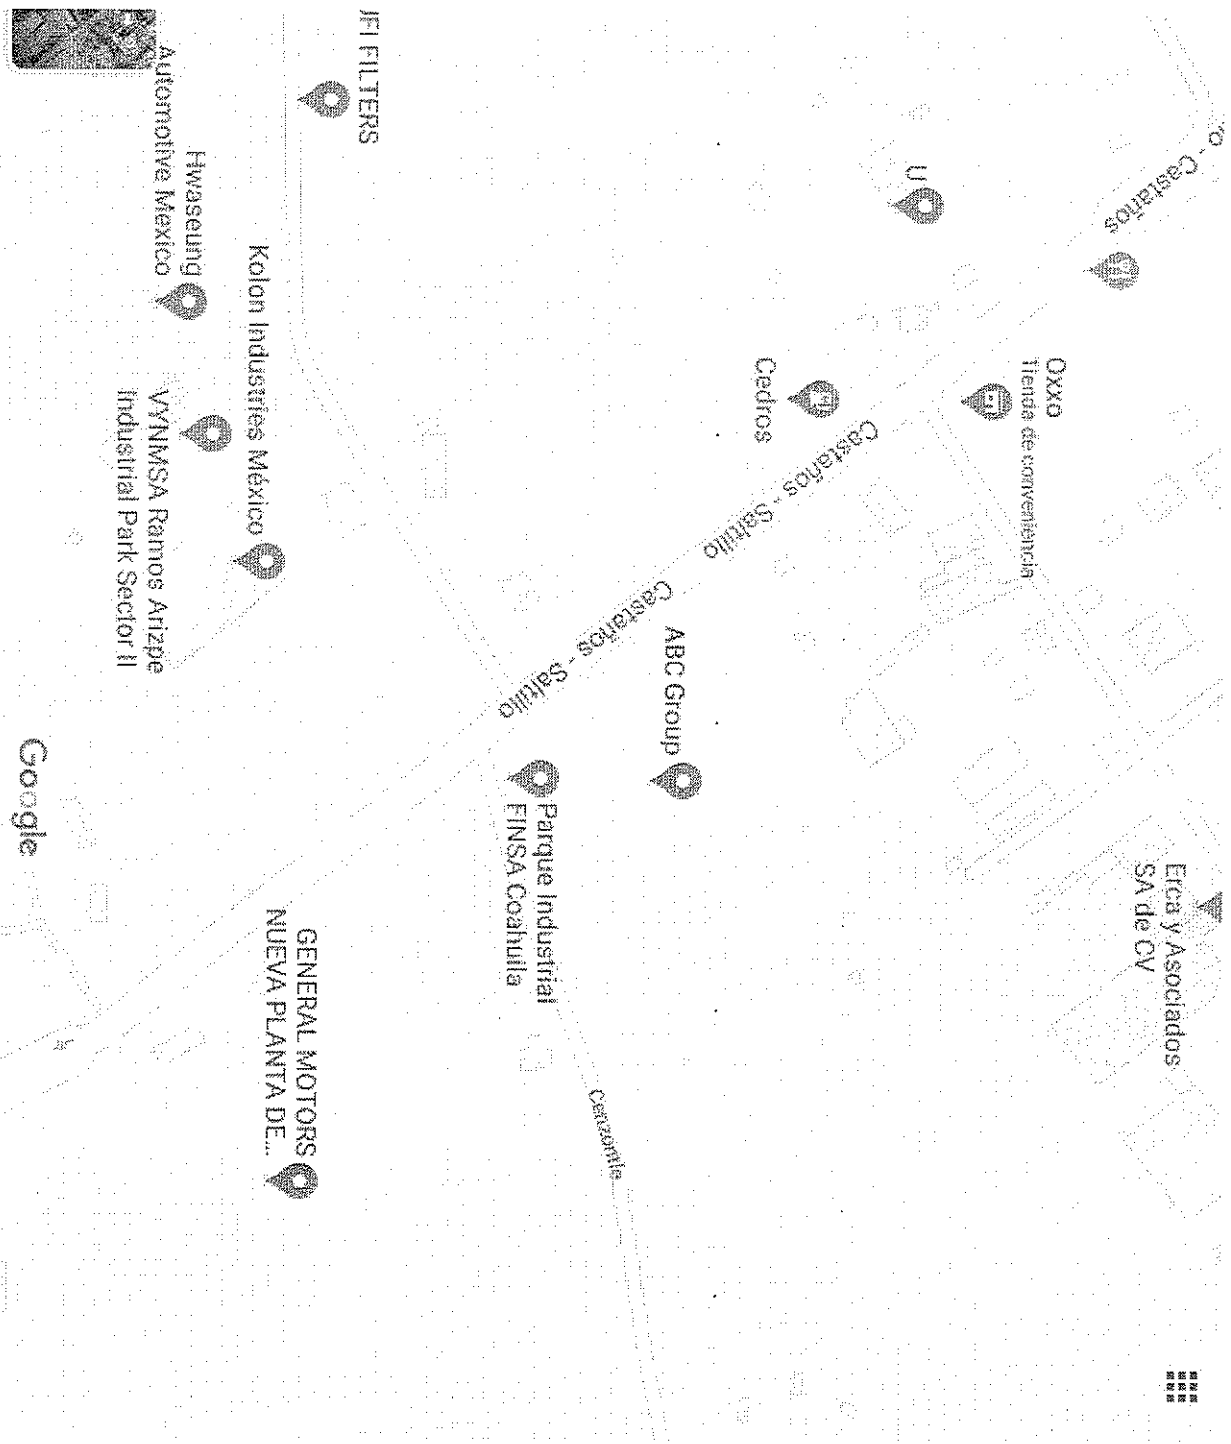 Erca y Asociados
SA de CV
Oxxo
Tienda de conveniencia
- Castaños
U
Cedros
Castaños - Saltillo
ABC Group
Castaños - Saltillo
Parque Industrial
FINSA Coahuila
Cenzontle
JFI FILTERS
GENERAL MOTORS
NUEVA PLANTA DE...
Kolon Industries México
Hwaseung
Automotive Mexico
VYNMSA Ramos Arizpe
Industrial Park Sector II
Google